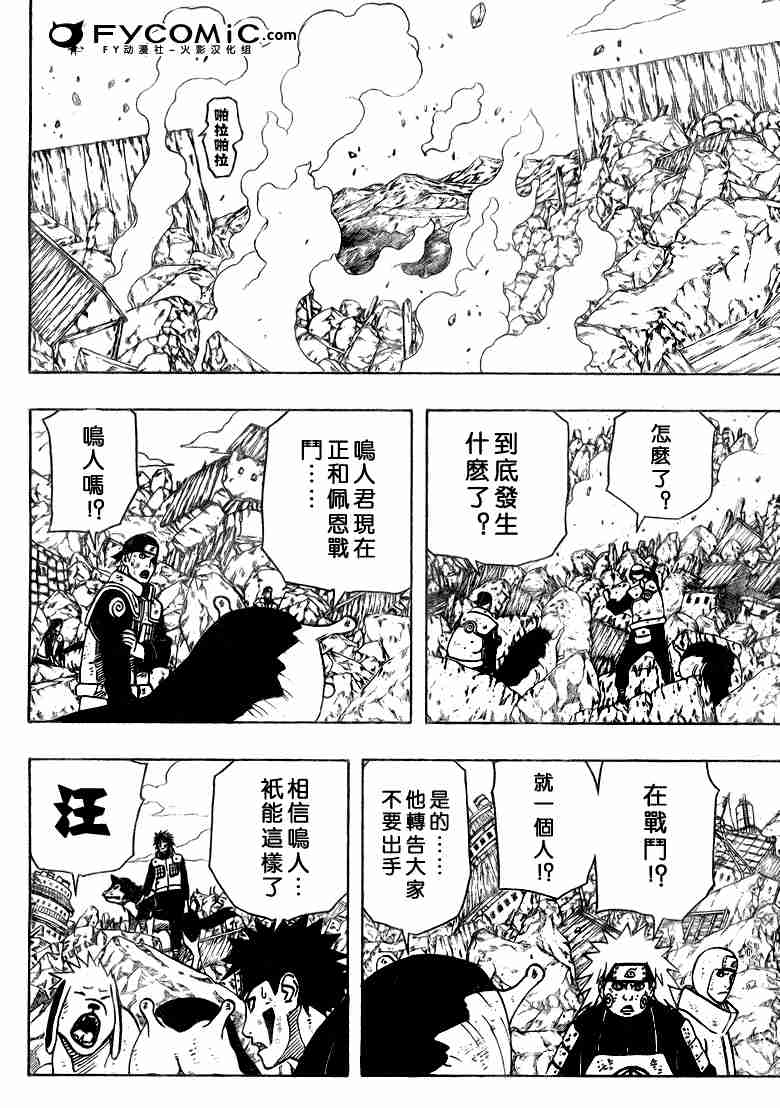 FYCOMIC.com
FY动漫社-火影汉化组
啪拉啪拉
怎麼了?
到底發生
什麼了?
鳴人君現在
正和佩恩戰
鬥……
鳴人嗎!?
在戰鬥!?
就一個人!?
是的……
他轉告大家
不要出手
相信鳴人…
衹能這樣了
汪